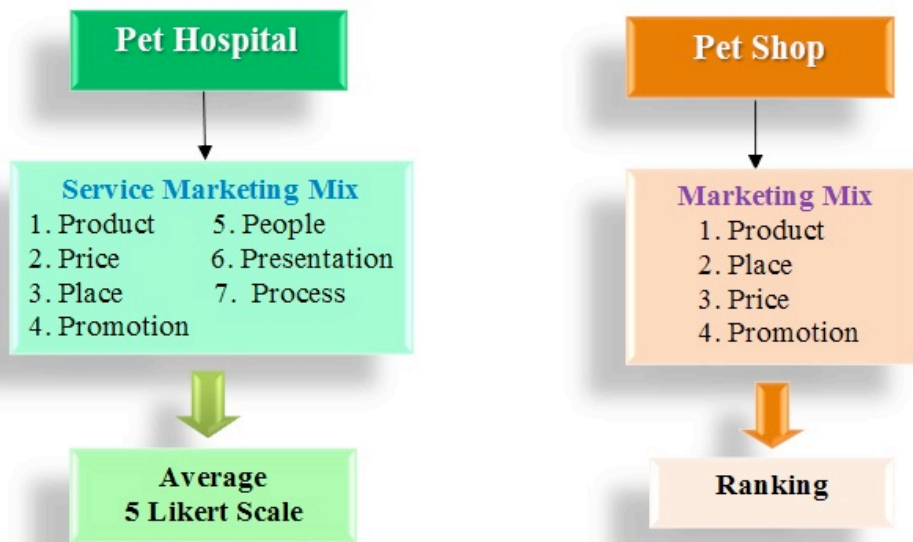 Pet Hospital
Service Marketing Mix
1. Product
2. Price
3. Place
4. Promotion
5. People
6. Presentation
7. Process
Average
5 Likert Scale
Pet Shop
Marketing Mix
1. Product
2. Place
3. Price
4. Promotion
Ranking